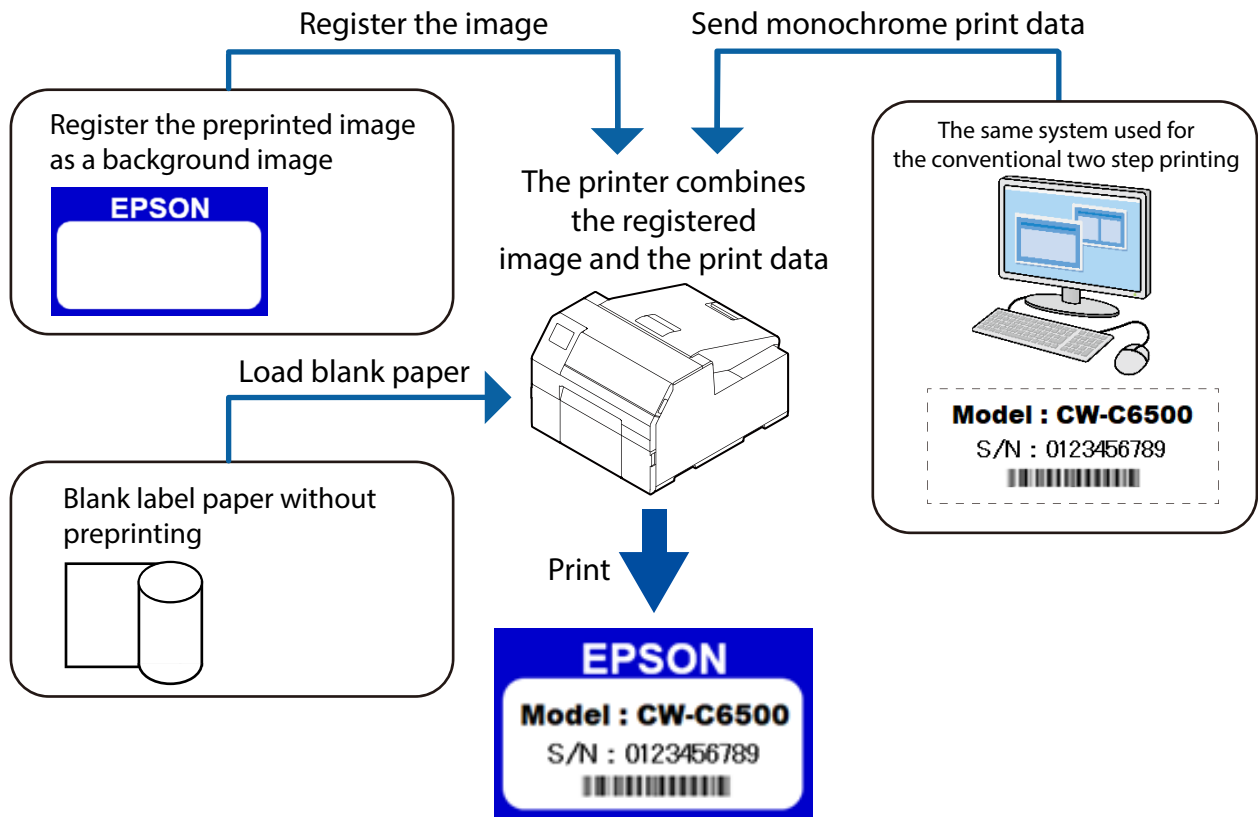 Register the image
Send monochrome print data
Register the preprinted image
as a background image
EPSON
The same system used for
the conventional two step printing
The printer combines
the registered
image and the print data
Model : CW-C6500
S/N : 0123456789
Load blank paper
Blank label paper without
preprinting
Print
EPSON
Model : CW-C6500
S/N : 0123456789